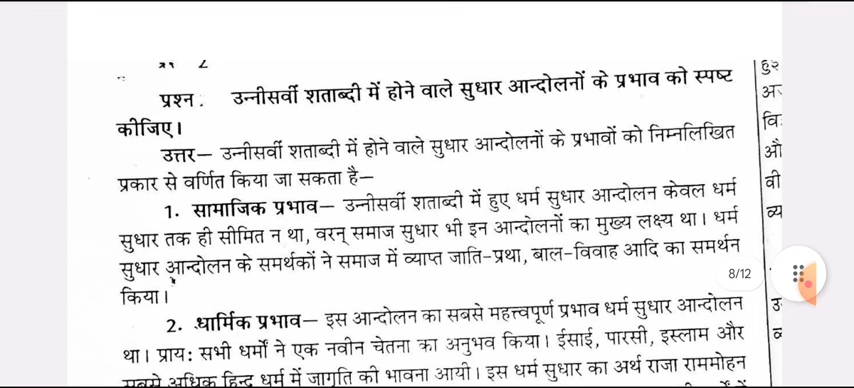 प्रश्न : उन्नीसवीं शताब्दी में होने वाले सुधार आन्दोलनों के प्रभाव को स्पष्ट
कीजिए।
उत्तर— उन्नीसवीं शताब्दी में होने वाले सुधार आन्दोलनों के प्रभावों को निम्नलिखित
प्रकार से वर्णित किया जा सकता है—
1. सामाजिक प्रभाव— उन्नीसवीं शताब्दी में हुए धर्म सुधार आन्दोलन केवल धर्म
सुधार तक ही सीमित न था, वरन् समाज सुधार भी इन आन्दोलनों का मुख्य लक्ष्य था। धर्म
सुधार आन्दोलन के समर्थकों ने समाज में व्याप्त जाति-प्रथा, बाल-विवाह आदि का समर्थन
किया।
8/12
2. धार्मिक प्रभाव— इस आन्दोलन का सबसे महत्त्वपूर्ण प्रभाव धर्म सुधार आन्दोलन
था। प्राय: सभी धर्मों ने एक नवीन चेतना का अनुभव किया। ईसाई, पारसी, इस्लाम और
सबसे अधिक हिन्दू धर्म में जागृति की भावना आयी। इस धर्म सुधार का अर्थ राजा राममोहन